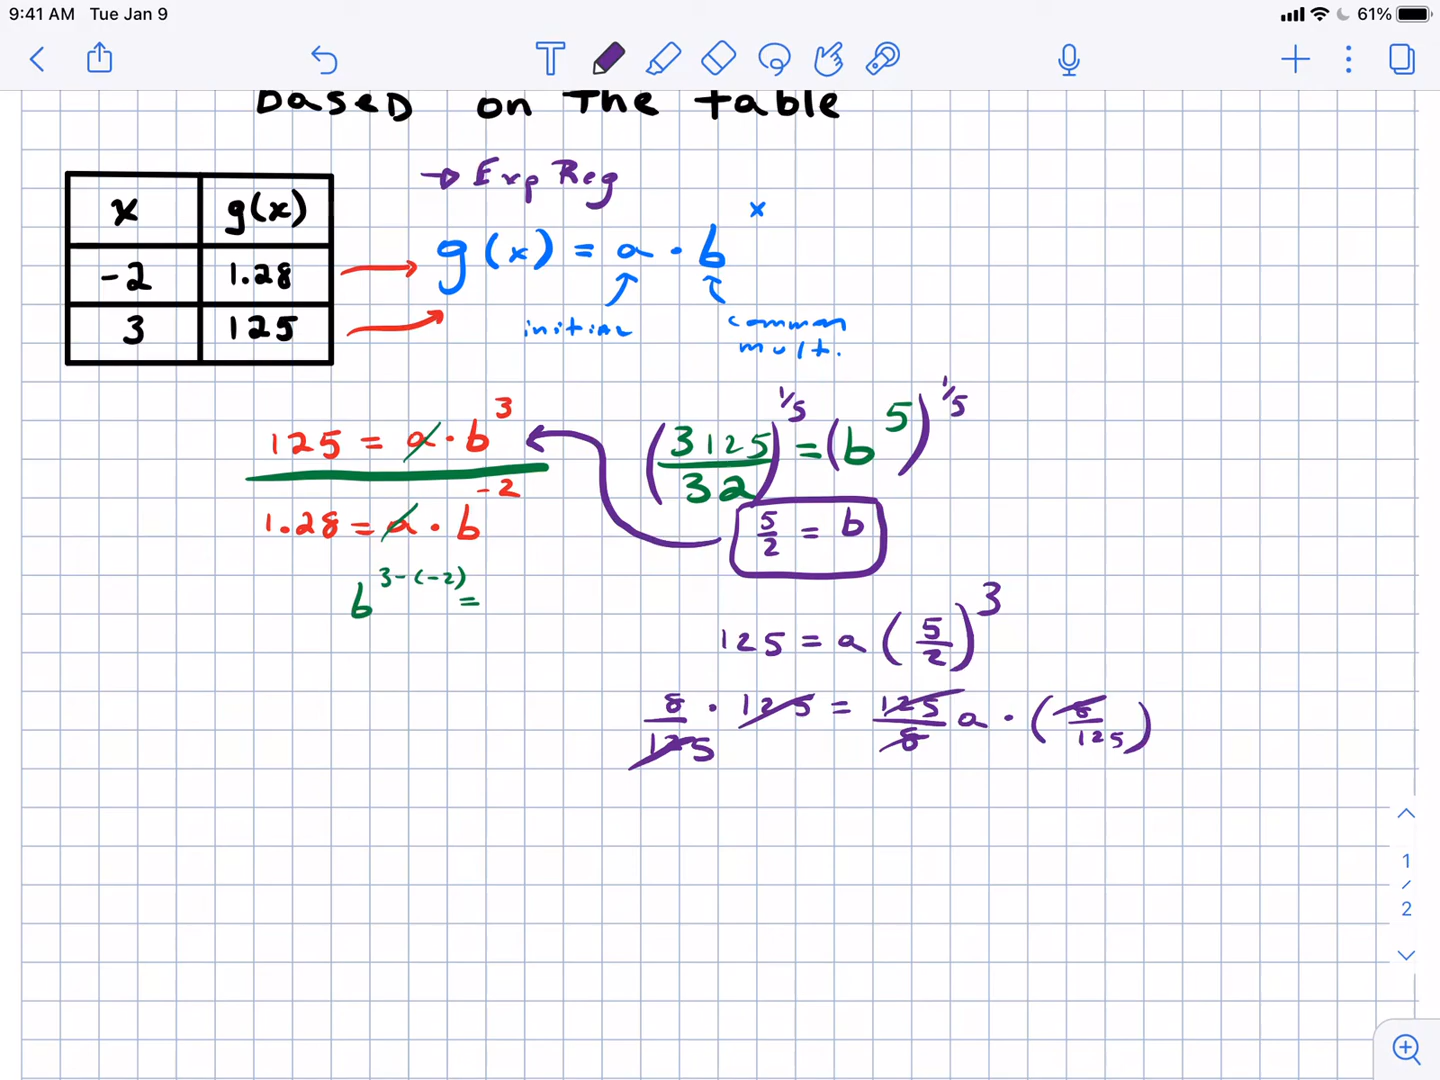 9:41 AM Tue Jan 9
61%
T
based on the table
x g(x)
-2 1.28
3 125
→ Exp Reg
g(x) = a · b^x
initial
common
mult.
125 = a · b^3
1.28 = a · b^-2
b^3-(-2) =
(3125/32)^1/5 = (b^5)^1/5
5/2 = b
125 = a (5/2)^3
8/125 · 125 = 125/8 a · (8/125)
1
/
2